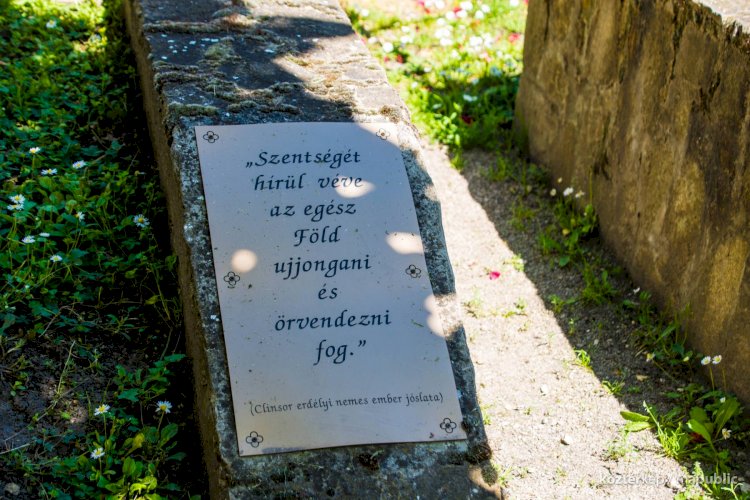 „Szentségét
hírül véve
az egész
Föld
ujjongani
és
örvendezni
fog.”
(Clinsor erdélyi nemes ember jóslata)